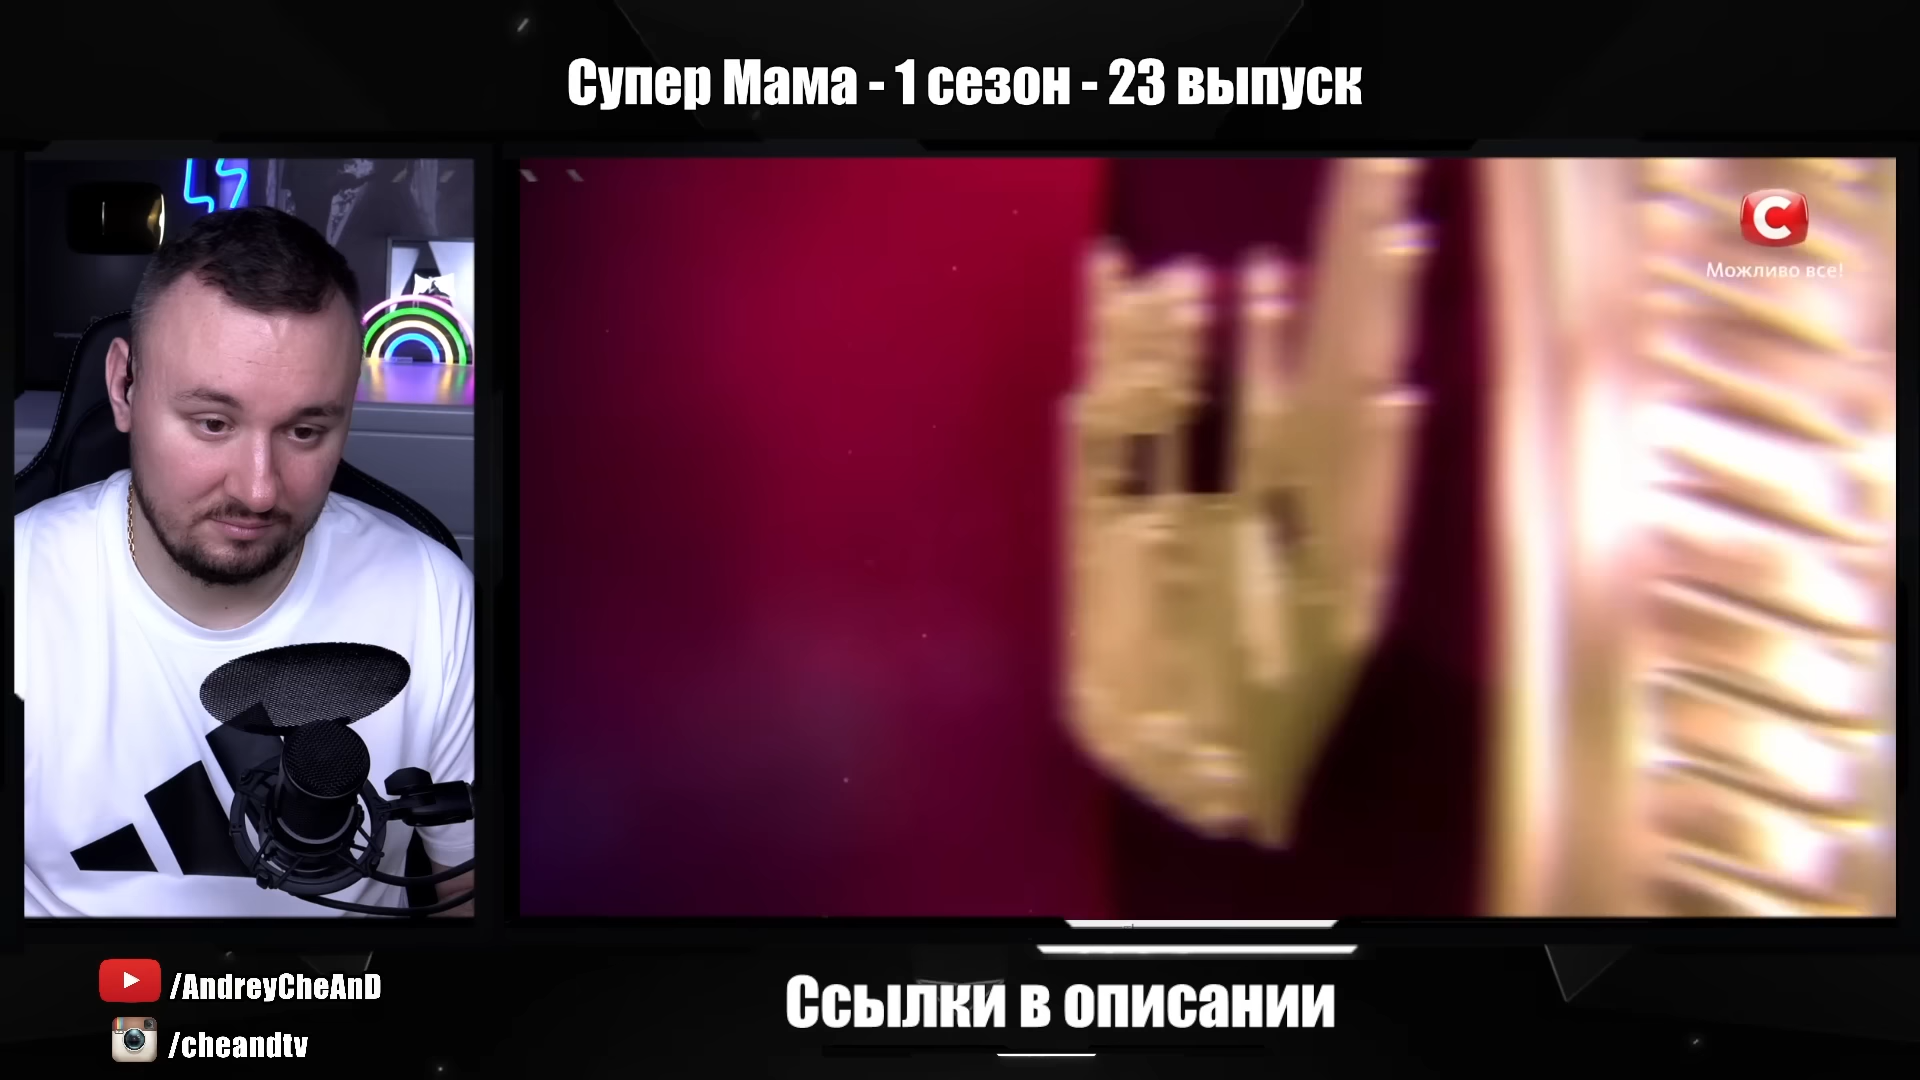 Супер Мама - 1 сезон - 23 выпуск
С
Можливо все!
/AndreyCheAnD
/cheandtv
Ссылки в описании